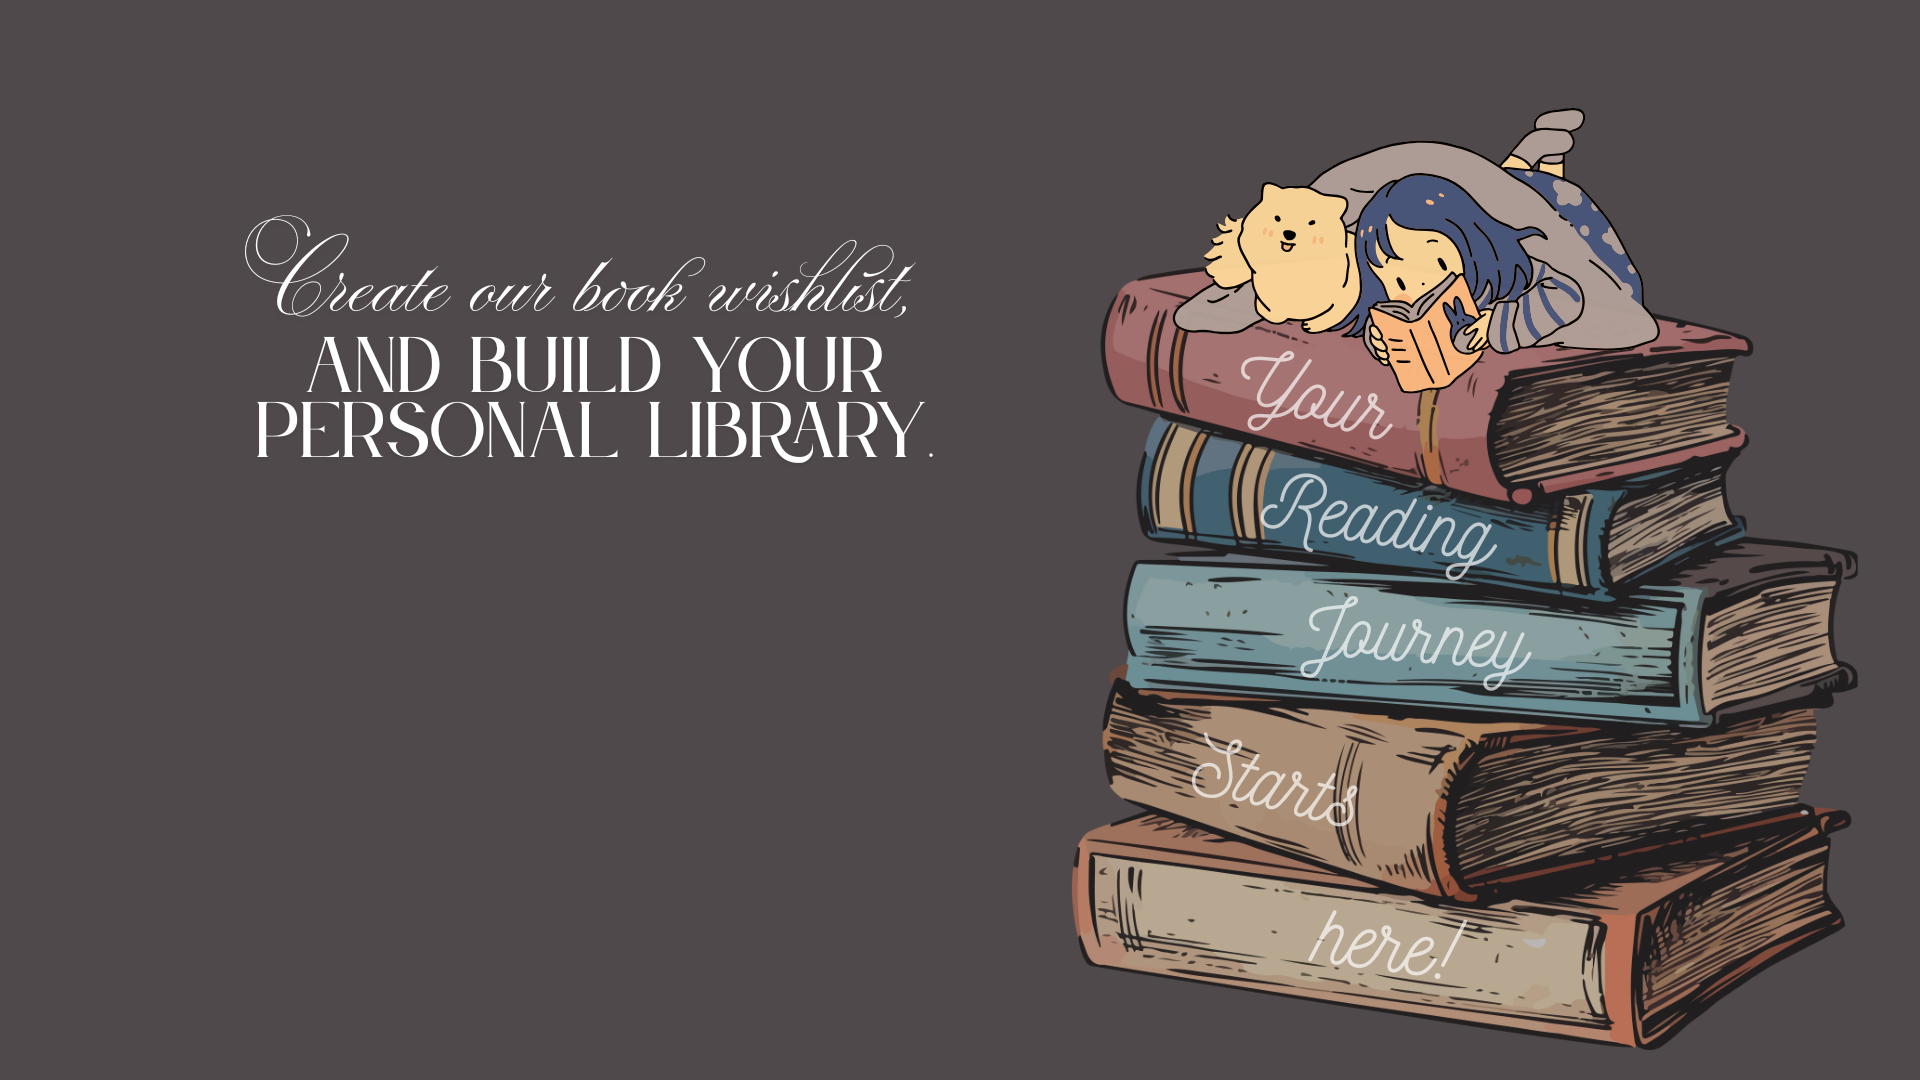 Create our book wishlist,
AND BUILD YOUR
PERSONAL LIBRARY.
Your
Reading
Journey
Starts
here!